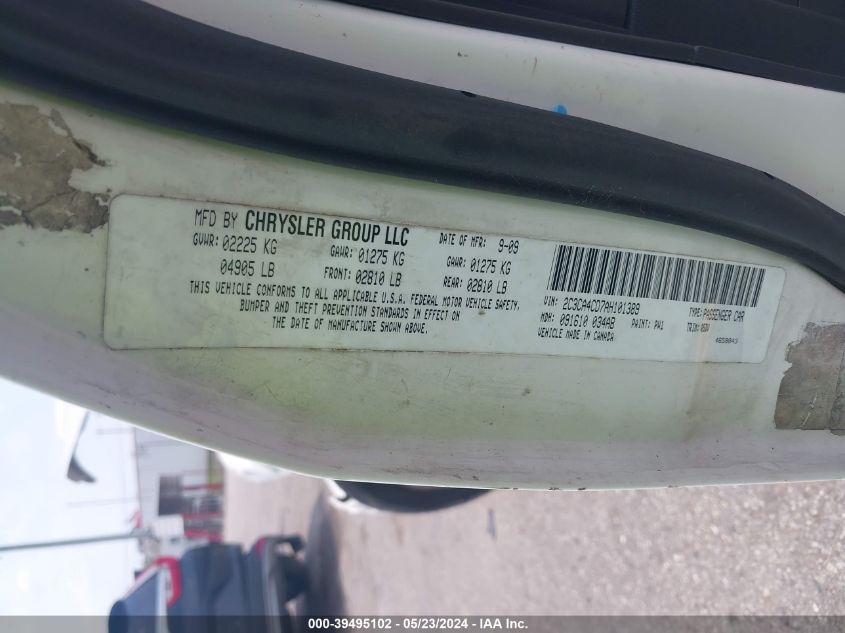 MFD BY CHRYSLER GROUP LLC DATE OF MFR: 9-09
GVWR: 02225 KG GAWR: 01275 KG GAWR: 01275 KG
04905 LB FRONT: 02810 LB REAR: 02810 LB
THIS VEHICLE CONFORMS TO ALL APPLICABLE U.S.A. FEDERAL MOTOR VEHICLE SAFETY,
BUMPER AND THEFT PREVENTION STANDARDS IN EFFECT ON
THE DATE OF MANUFACTURE SHOWN ABOVE.
VIN: 2C3CA4CD7AH101389 TYPE: PASSENGER CAR
MDH: 091610 094AB PAINT: PW1 TRIM:
VEHICLE MADE IN CANADA
000-39495102 - 05/23/2024 - IAA Inc.